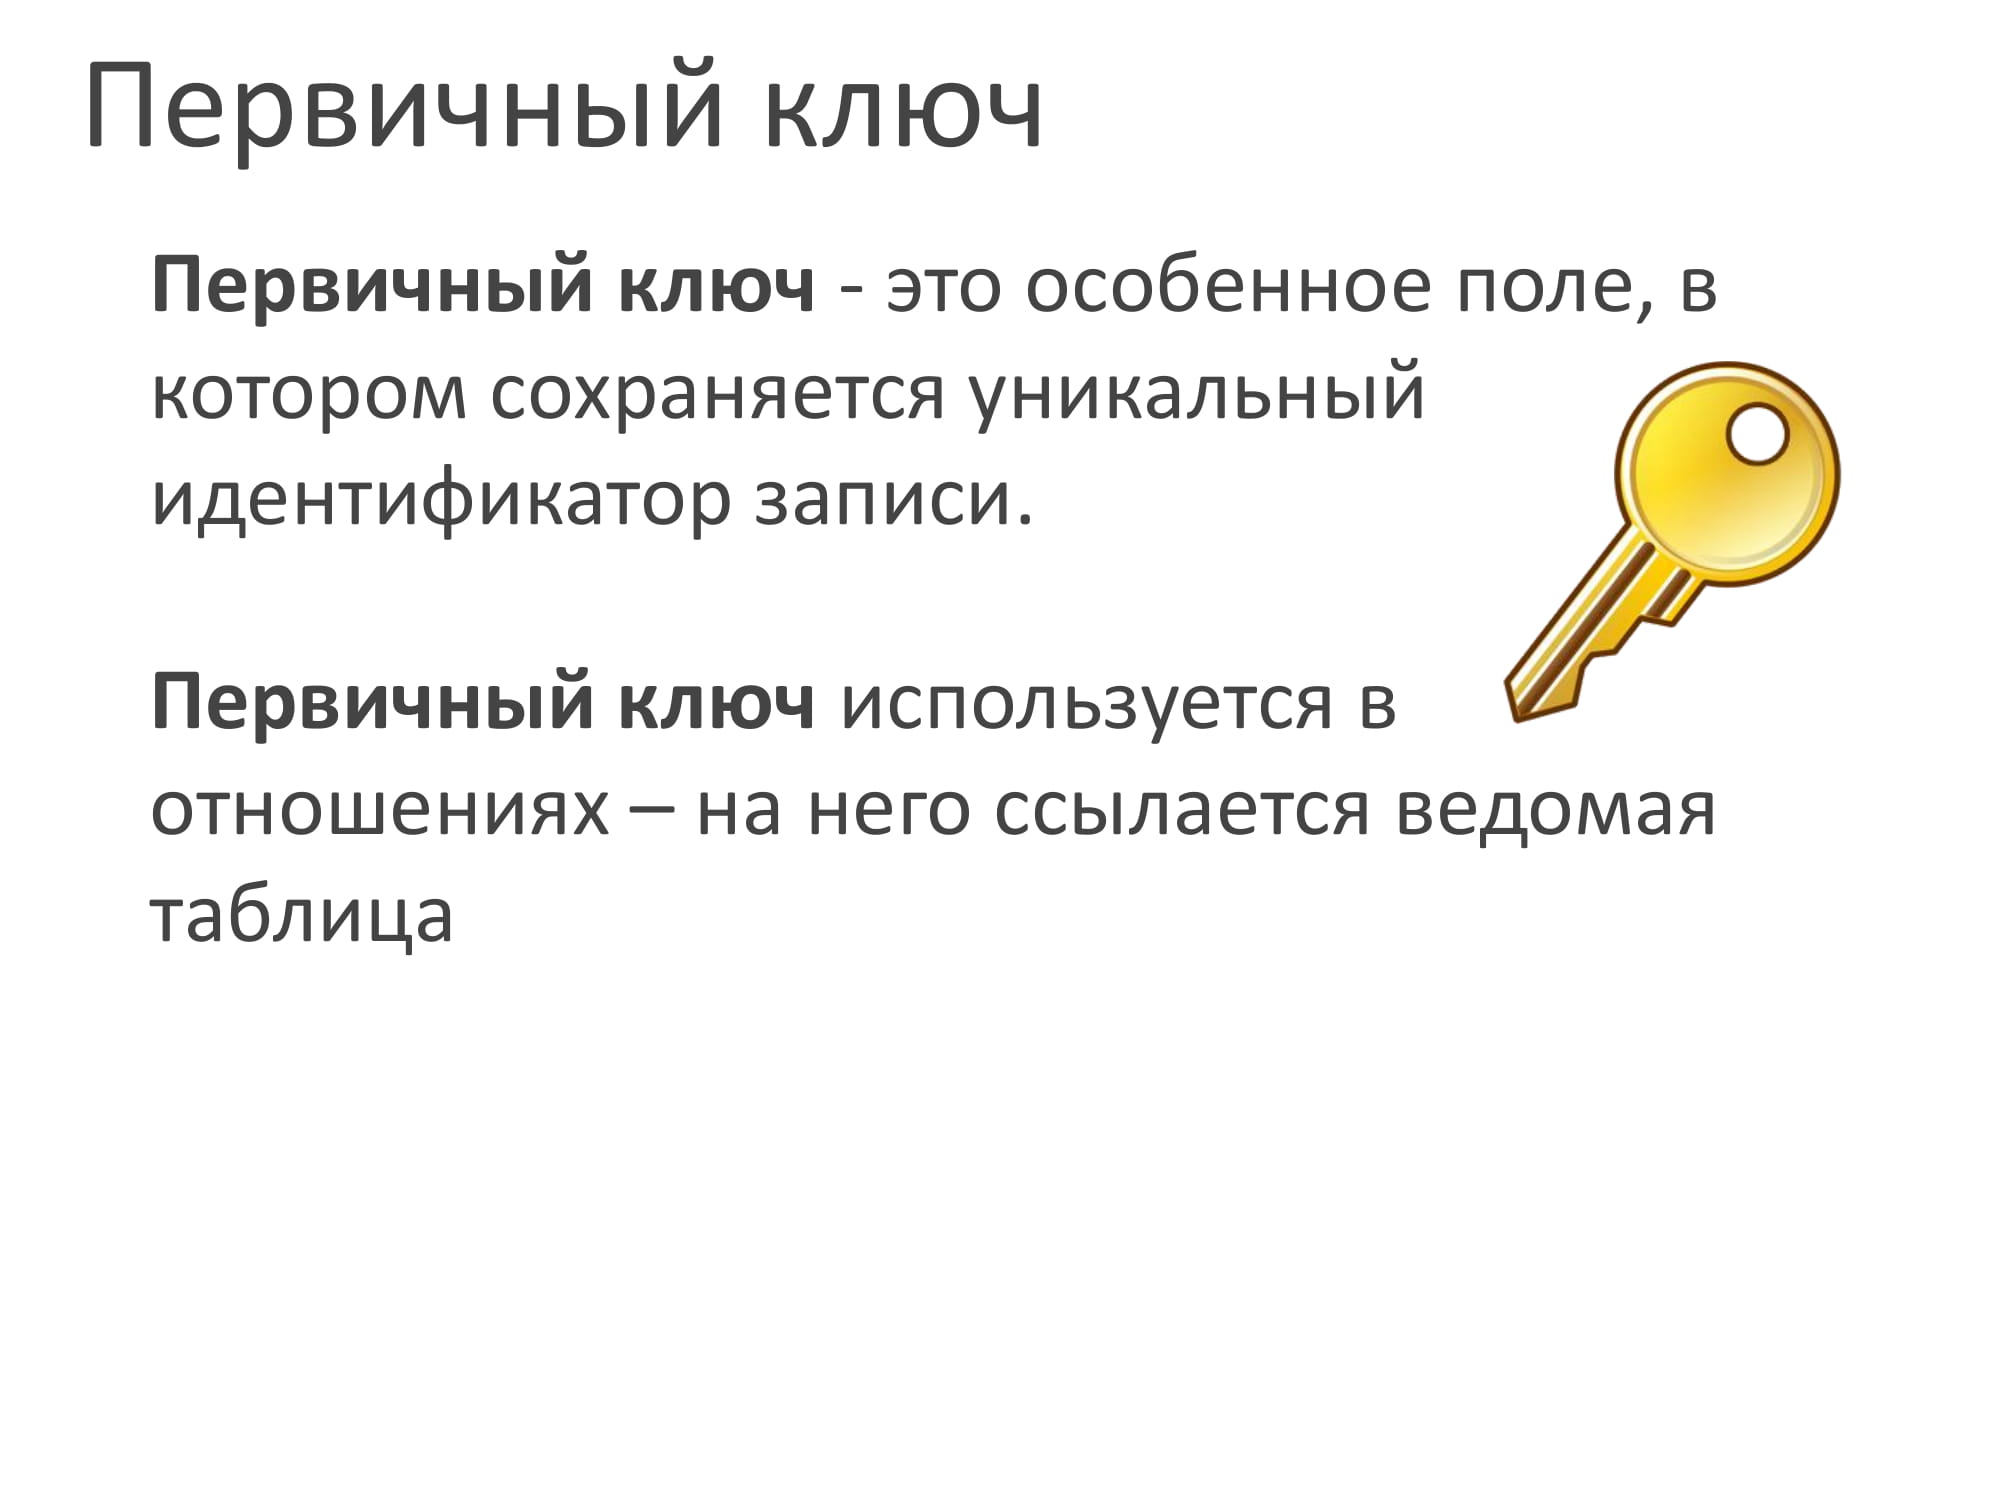 Первичный ключ
Первичный ключ - это особенное поле, в
котором сохраняется уникальный
идентификатор записи.
Первичный ключ используется в
отношениях – на него ссылается ведомая
таблица